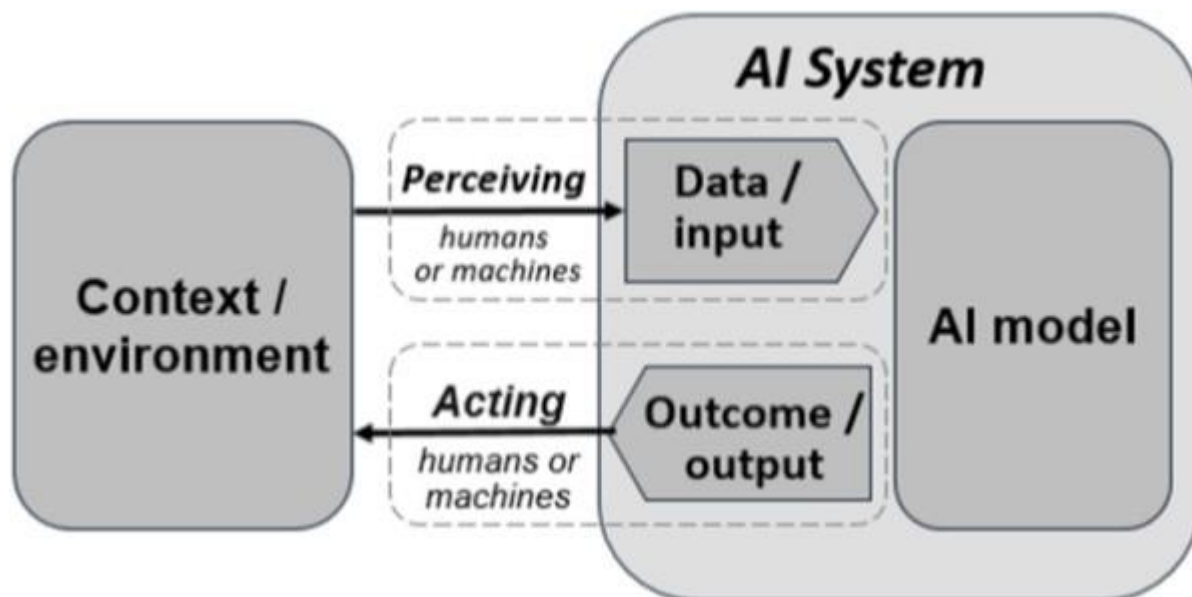 AI System
Context /
environment
Perceiving
humans
or machines
Data /
input
Acting
humans or
machines
Outcome /
output
AI model